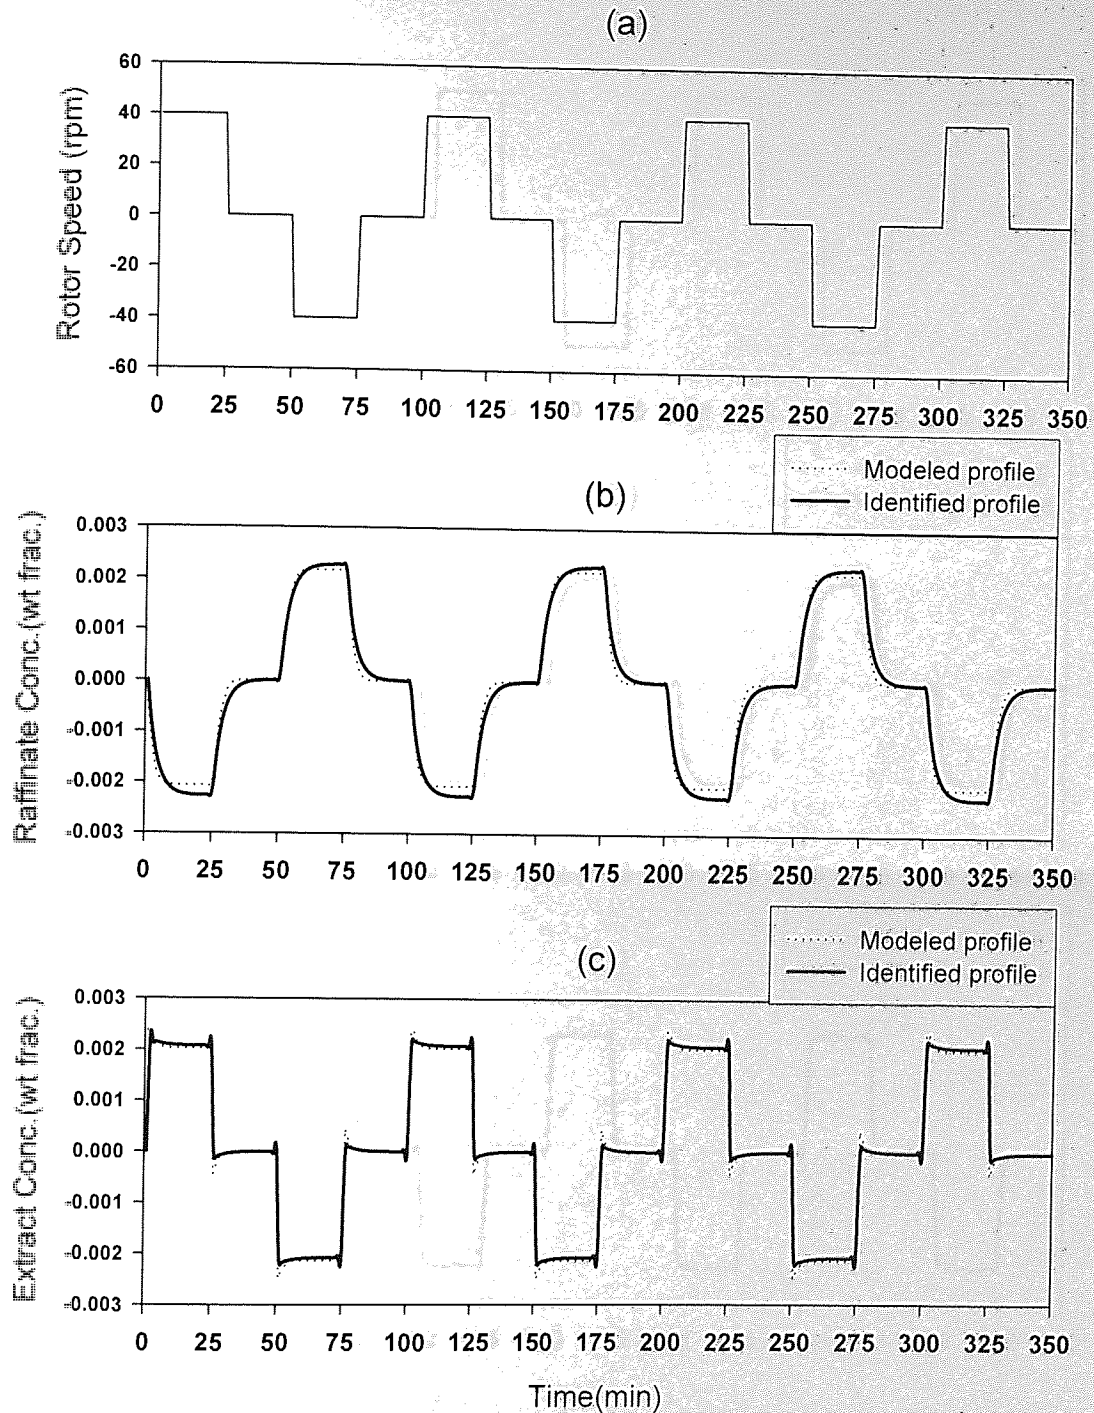 (a)
Rotor Speed (rpm)
60
40
20
0
-20
-40
-60
0 25 50 75 100 125 150 175 200 225 250 275 300 325 350
Modeled profile
Identified profile
(b)
Raffinate Conc.(wt frac.)
0.003
0.002
0.001
0.000
-0.001
-0.002
-0.003
0 25 50 75 100 125 150 175 200 225 250 275 300 325 350
Modeled profile
Identified profile
(c)
Extract Conc.(wt frac.)
0.003
0.002
0.001
0.000
-0.001
-0.002
-0.003
0 25 50 75 100 125 150 175 200 225 250 275 300 325 350
Time(min)